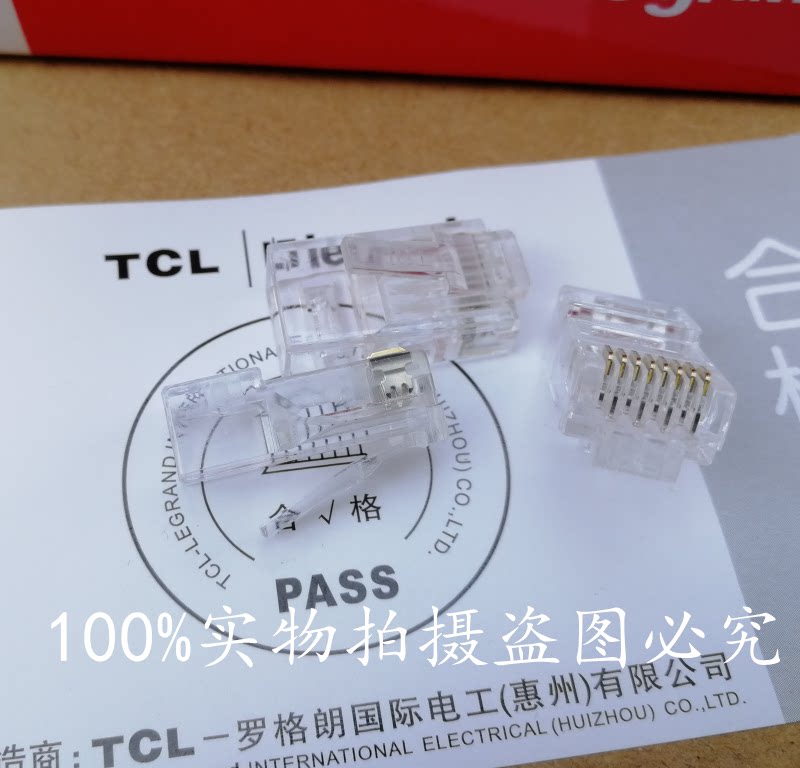 TCL
TCL-LEGRAND
(HUIZHOU) CO.,LTD.
合√格
PASS
100%实物拍摄盗图必究
造商:TCL－罗格朗国际电工(惠州)有限公司
INTERNATIONAL ELECTRICAL (HUIZHOU) CO.,LTD.
合